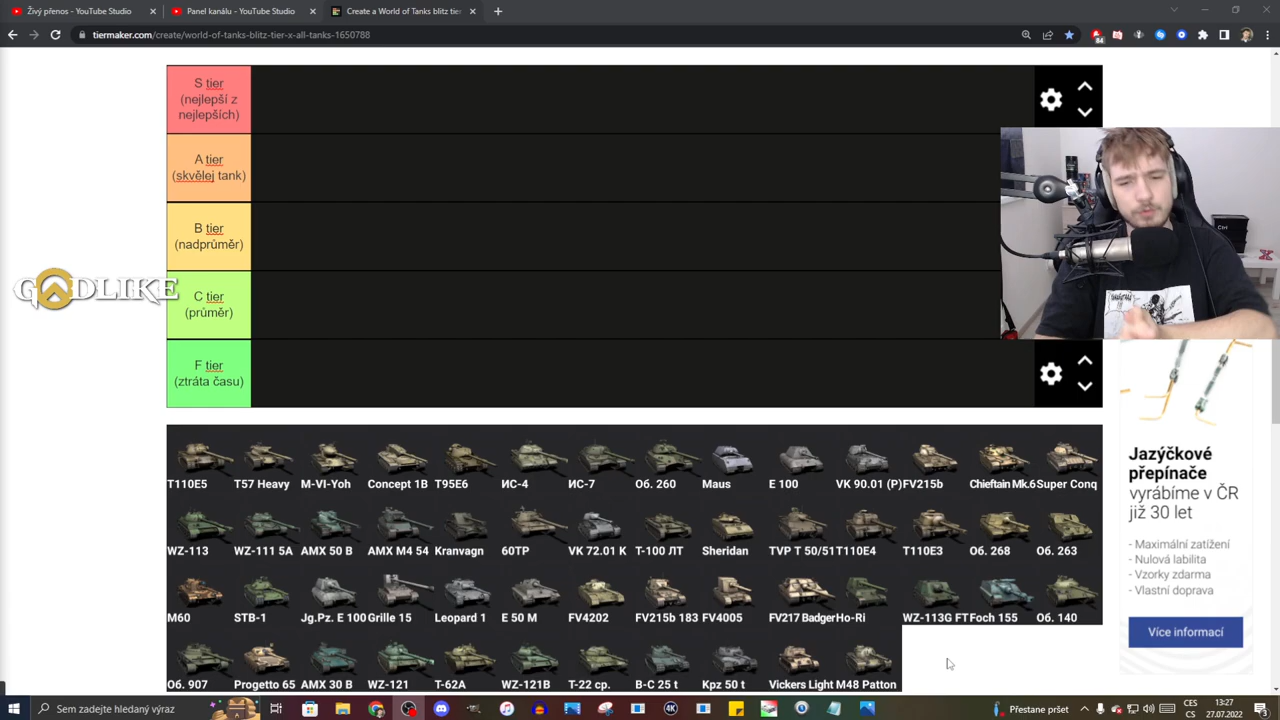 Živý přenos - YouTube Studio
Panel kanálu - YouTube Studio
Create a World of Tanks blitz tier
tiermaker.com/create/world-of-tanks-blitz-tier-x-all-tanks-1650788
84
S tier
(nejlepší z
nejlepších)
A tier
(skvělej tank)
B tier
(nadprůměr)
C tier
(průměr)
F tier
(ztráta času)
GODLIKE
Ctrl
T110E5 T57 Heavy M-VI-Yoh Concept 1B T95E6 ИС-4 ИС-7 Об. 260 Maus E 100 VK 90.01 (P) FV215b Chieftain Mk.6 Super Conq
WZ-113 WZ-111 5A AMX 50 B AMX M4 54 Kranvagn 60TP VK 72.01 K Т-100 ЛТ Sheridan TVP T 50/51 T110E4 T110E3 Об. 268 Об. 263
M60 STB-1 Jg.Pz. E 100 Grille 15 Leopard 1 E 50 M FV4202 FV215b 183 FV4005 FV217 Badger Ho-Ri WZ-113G FT Foch 155 Об. 140
Об. 907 Progetto 65 AMX 30 B WZ-121 T-62A WZ-121B T-22 ср. B-C 25 t Kpz 50 t Vickers Light M48 Patton
Jazýčkové
přepínače
vyrábíme v ČR
již 30 let
- Maximální zatížení
- Nulová labilita
- Vzorky zdarma
- Vlastní doprava
Více informací
Sem zadejte hledaný výraz
4K
Přestane pršet
CES
CS
13:27
27.07.2022
3